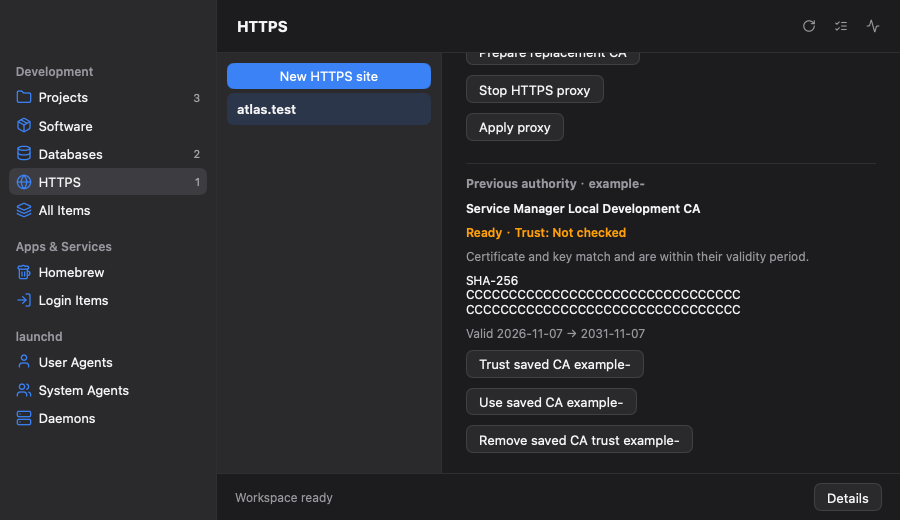 HTTPS
Development
Projects 3
Software
Databases 2
HTTPS 1
All Items
Apps & Services
Homebrew
Login Items
launchd
User Agents
System Agents
Daemons
New HTTPS site
atlas.test
Prepare replacement CA
Stop HTTPS proxy
Apply proxy
Previous authority · example-
Service Manager Local Development CA
Ready · Trust: Not checked
Certificate and key match and are within their validity period.
SHA-256
CCCCCCCCCCCCCCCCCCCCCCCCCCCCCCCC
CCCCCCCCCCCCCCCCCCCCCCCCCCCCCCCC
Valid 2026-11-07 → 2031-11-07
Trust saved CA example-
Use saved CA example-
Remove saved CA trust example-
Workspace ready
Details